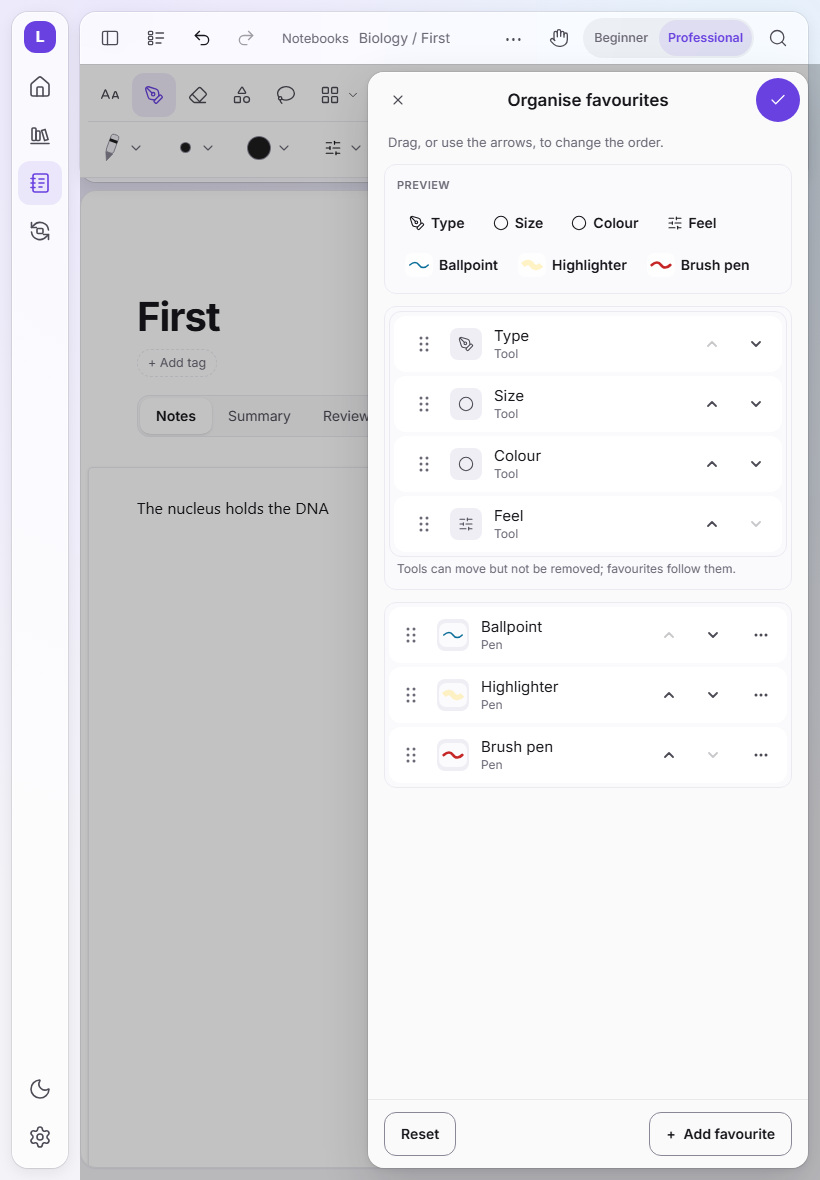 L
Notebooks Biology / First
Beginner Professional
AA
Organise favourites
Drag, or use the arrows, to change the order.
PREVIEW
Type Size Colour Feel
Ballpoint Highlighter Brush pen
First
+ Add tag
Notes Summary Review
The nucleus holds the DNA
Type
Tool
Size
Tool
Colour
Tool
Feel
Tool
Tools can move but not be removed; favourites follow them.
Ballpoint
Pen
Highlighter
Pen
Brush pen
Pen
Reset + Add favourite